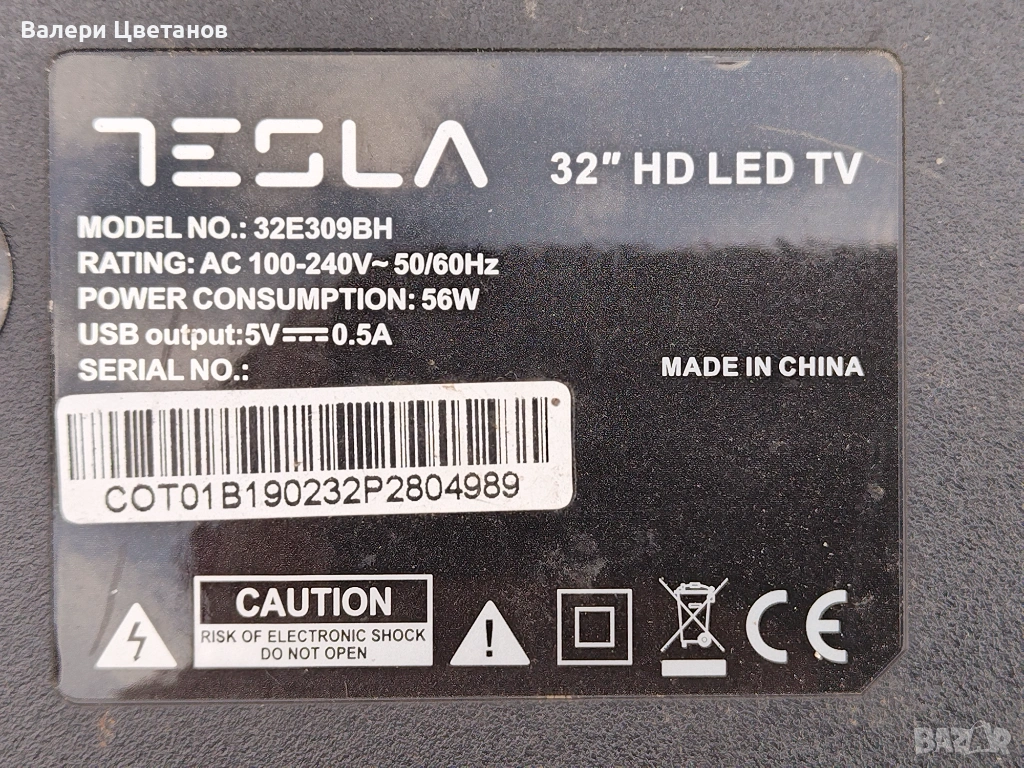 Валери Цветанов
TESLA
32" HD LED TV
MODEL NO.: 32E309BH
RATING: AC 100-240V~ 50/60Hz
POWER CONSUMPTION: 56W
USB output:5V⎓0.5A
SERIAL NO.:
MADE IN CHINA
COT01B190232P2804989
CAUTION
RISK OF ELECTRONIC SHOCK
DO NOT OPEN
CE
BAZAR